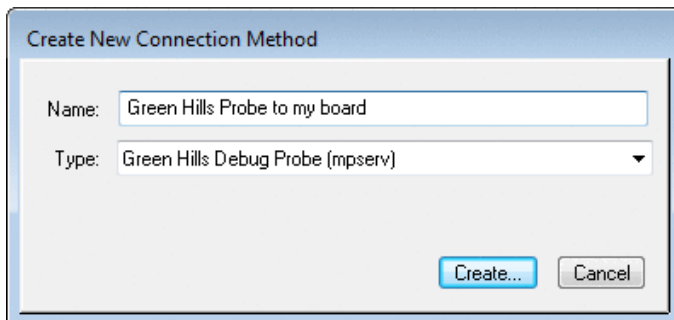 Create New Connection Method
Name: Green Hills Probe to my board
Type: Green Hills Debug Probe (mpserv)
Create... Cancel